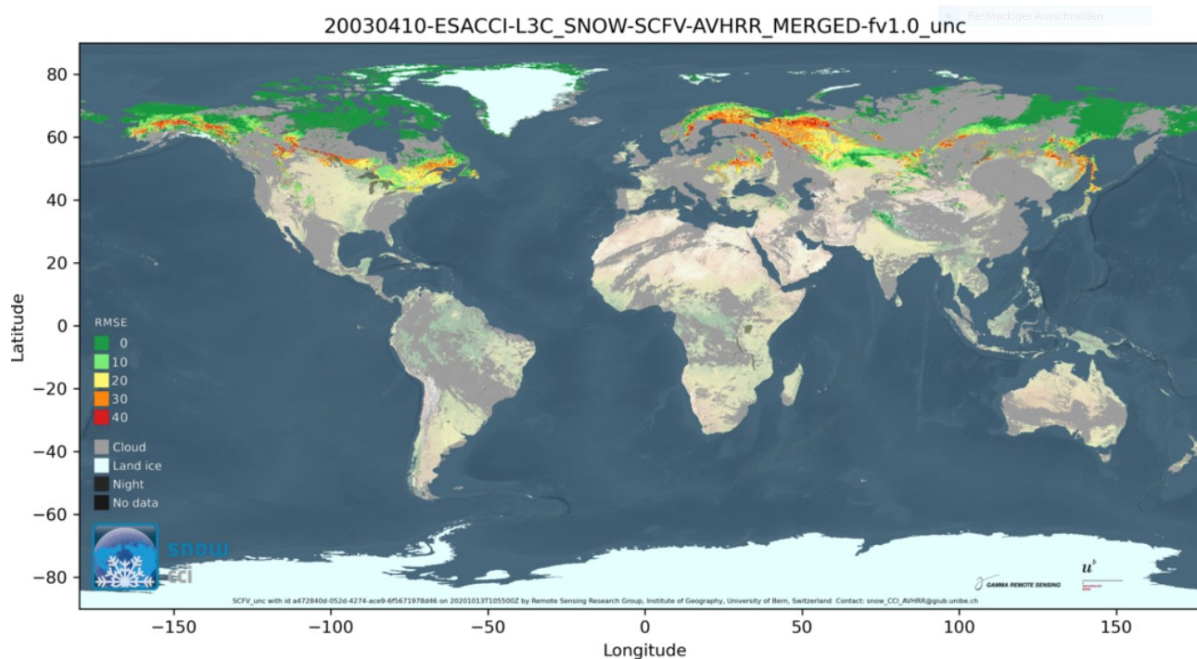 Rechteckiges Ausschneiden
20030410-ESACCI-L3C_SNOW-SCFV-AVHRR_MERGED-fv1.0_unc
80
60
40
20
0
−20
−40
−60
−80
Latitude
RMSE
0
10
20
30
40
Cloud
Land ice
Night
No data
snow
cci
GAMMA REMOTE SENSING
u^b
SCFV_unc with id a472840d-052d-4274-ace9-6f5671978d46 on 20201013T105500Z by Remote Sensing Research Group, Institute of Geography, University of Bern, Switzerland Contact: snow_CCI_AVHRR@giub.unibe.ch
−150
−100
−50
0
50
100
150
Longitude